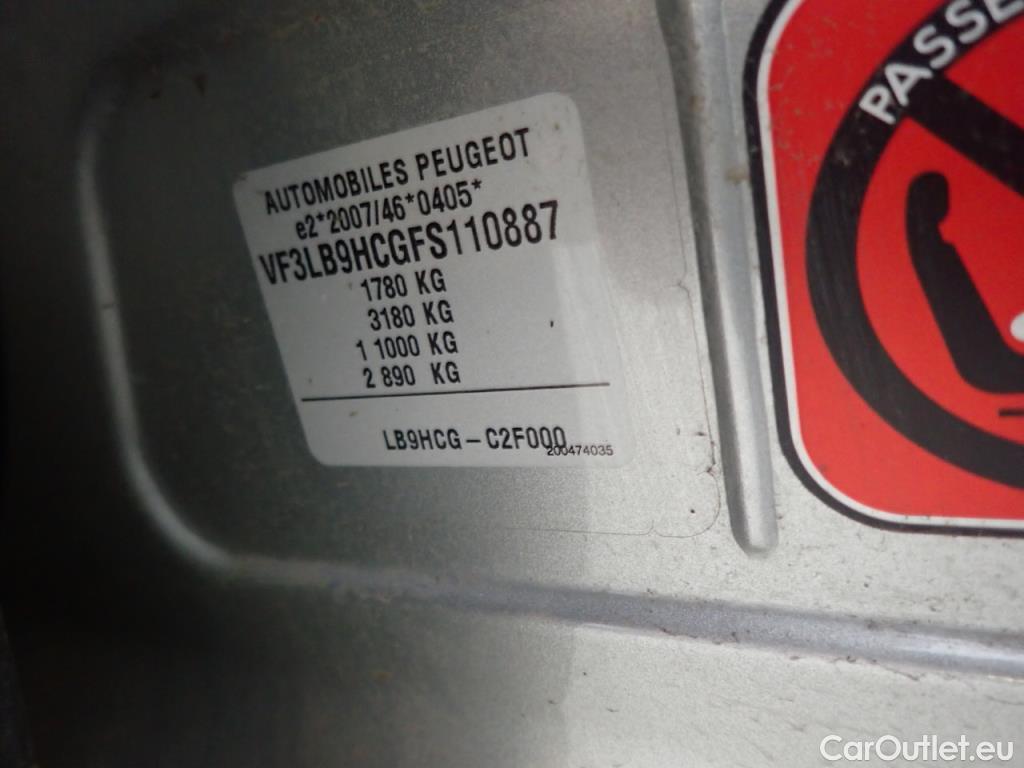 AUTOMOBILES PEUGEOT
e2*2007/46*0405*
VF3LB9HCGFS110887
1780 KG
3180 KG
1 1000 KG
2 890 KG
LB9HCG – C2F000
200474035
PASSE
CarOutlet.eu